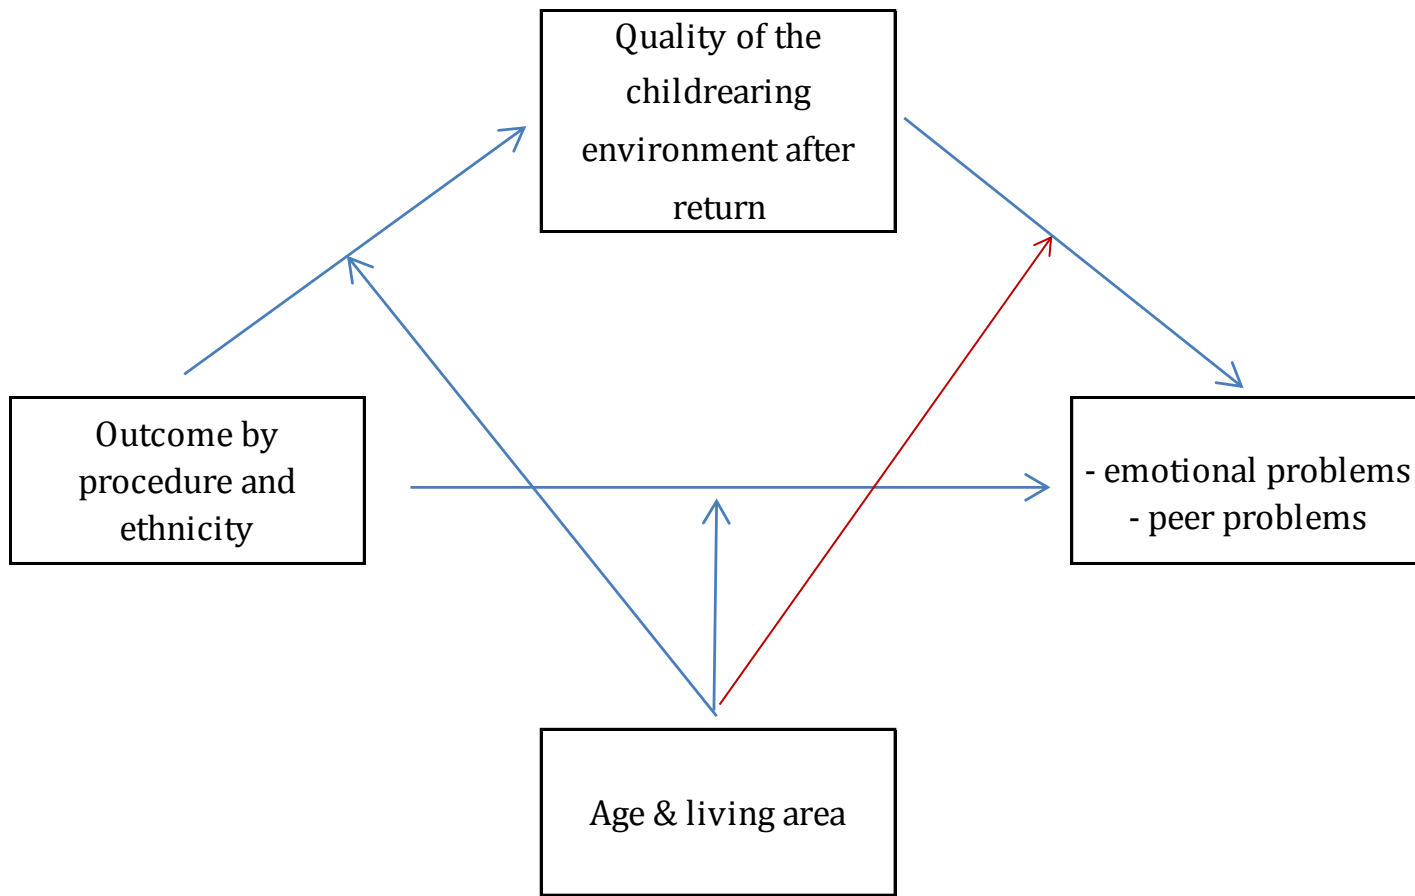 Quality of the
childrearing
environment after
return
Outcome by
procedure and
ethnicity
- emotional problems
- peer problems
Age & living area